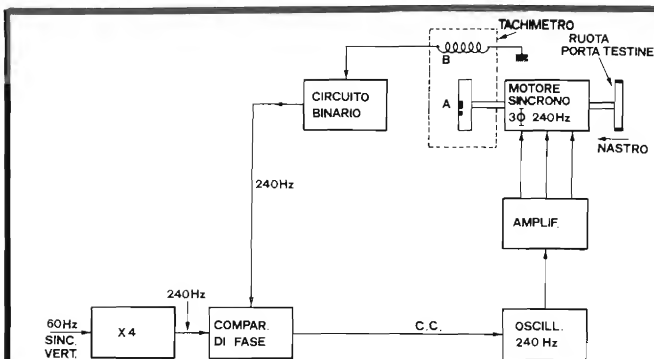 TACHIMETRO
RUOTA
PORTA TESTINE
B
CIRCUITO
BINARIO
A
MOTORE
SINCRONO
3Φ 240Hz
NASTRO
240Hz
AMPLIF.
240Hz
60Hz
SINC.
VERT.
X4
COMPAR.
DI FASE
C.C.
OSCILL.
240 Hz